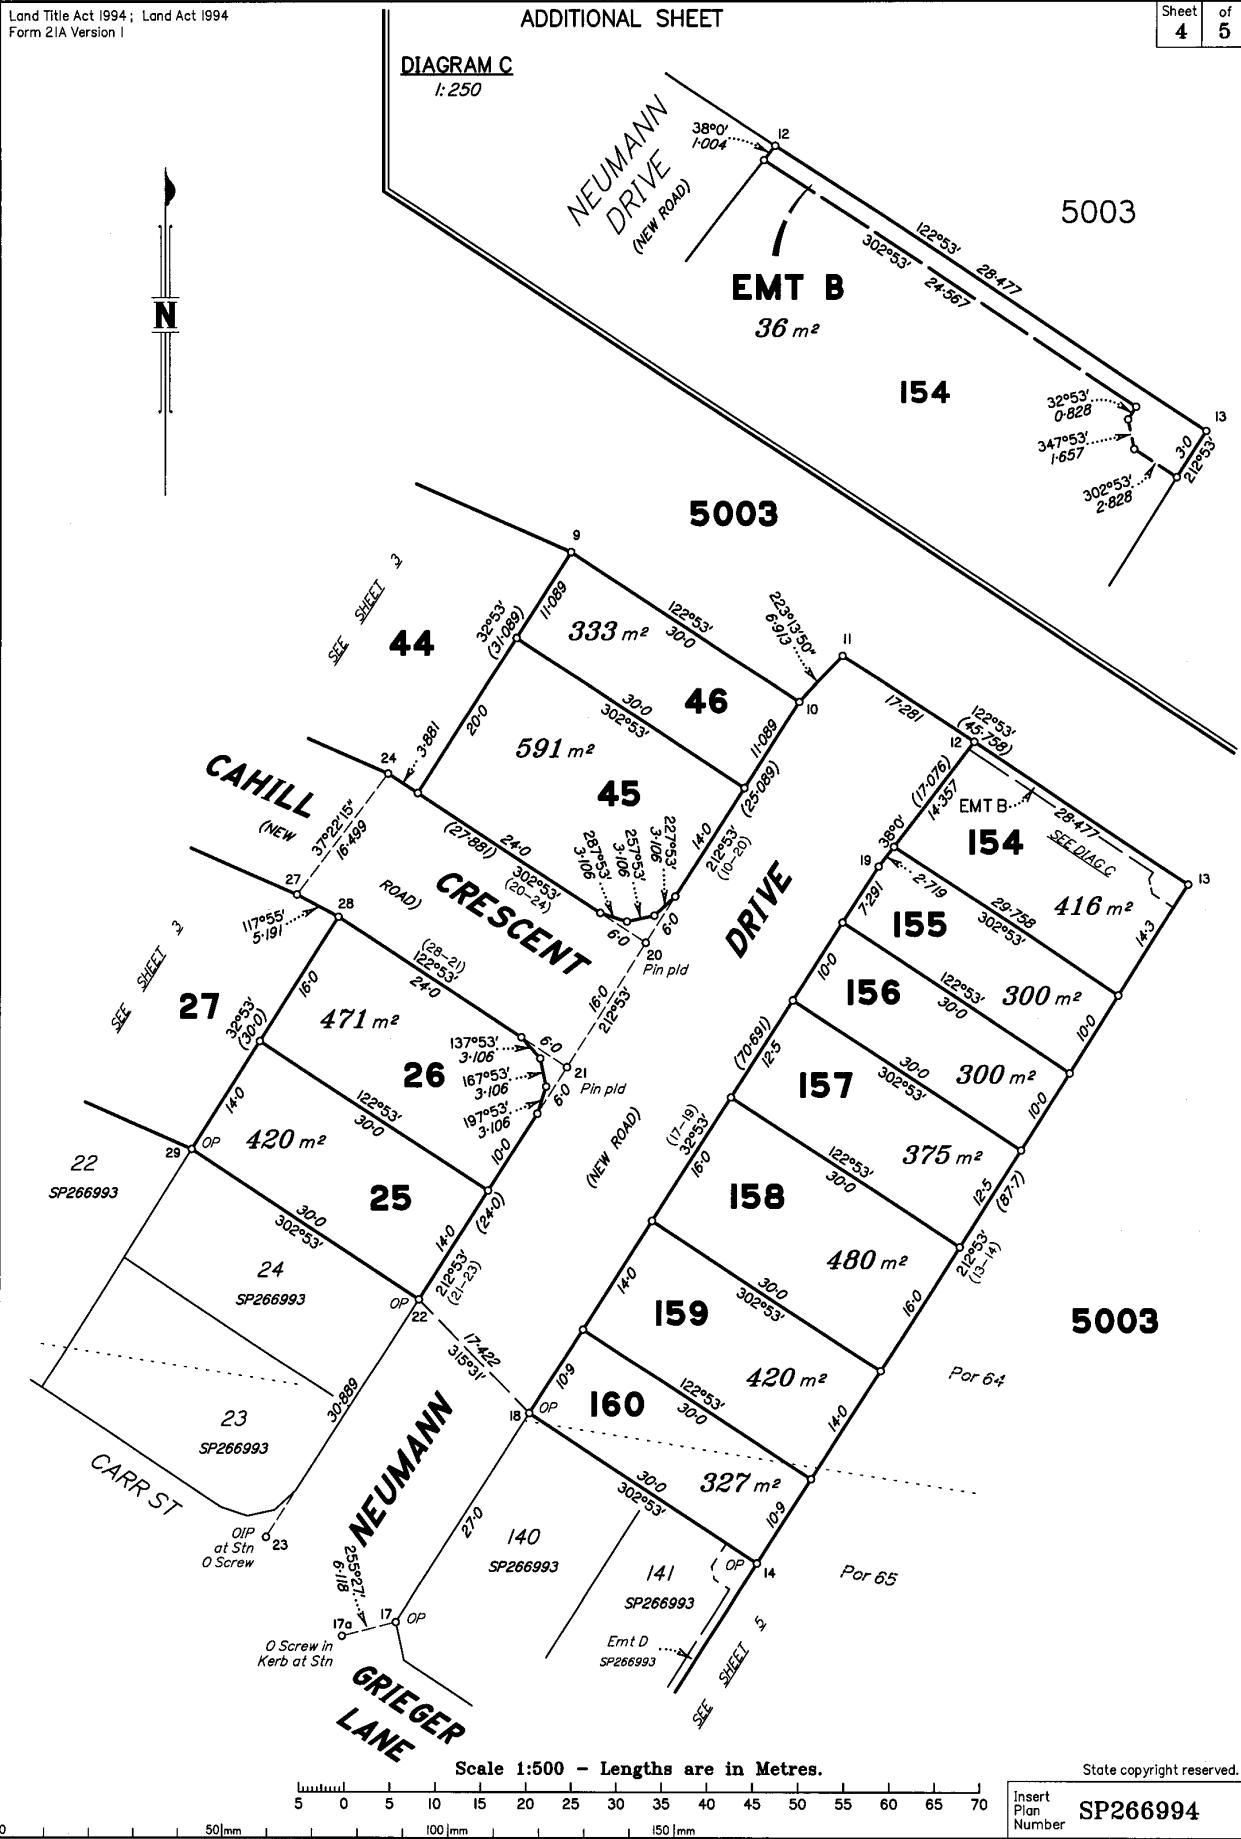 Land Title Act 1994 ; Land Act 1994
Form 21A Version 1
ADDITIONAL SHEET
Sheet
4
of
5
DIAGRAM C
1:250
N
NEUMANN
DRIVE
(NEW ROAD)
38°0'
1·004
12
5003
122°53'
28·477
302°53'
24·567
EMT B
36 m²
154
32°53'
0·828
347°53'
1·657
302°53'
2·828
13
3·0
212°53'
5003
9
SEE SHEET 3
44
32°53'
(31·089)
11·089
333 m²
122°53'
30·0
46
223°13'50"
6·913
11
10
17·281
122°53'
(45·758)
12
30·0
302°53'
20·0
591 m²
45
11·089
(25·089)
14·0
212°53'
(10-20)
24
3·881
CAHILL
(NEW
ROAD)
CRESCENT
37°22'15"
16·499
(27·881)
24·0
302°53'
(20-24)
287°53'
3·106
257°53'
3·106
227°53'
3·106
6·0
6·0
20
Pin pld
16·0
212°53'
DRIVE
(17·076)
14·357
38°0'
EMT B
28·477
154
SEE DIAG C
416 m²
13
14·3
19
2·719
7·291
155
29·758
302°53'
300 m²
10·0
156
122°53'
30·0
300 m²
10·0
10·0
(70·691)
12·5
157
30·0
302°53'
375 m²
12·5
(87·7)
212°53'
(13-14)
(17-19)
32°53'
16·0
158
122°53'
30·0
480 m²
16·0
27
117°55'
5·191
28
SEE SHEET 3
27
32°53'
(30·0)
16·0
471 m²
(28-21)
122°53'
24·0
26
137°53'
3·106
167°53'
3·106
197°53'
3·106
6·0
6·0
21
Pin pld
(NEW ROAD)
14·0
122°53'
30·0
10·0
(24·0)
420 m²
25
14·0
212°53'
(21-23)
29
OP
30·0
302°53'
22
SP266993
24
SP266993
OP
22
17·422
315°31'
30·889
23
SP266993
CARR ST
OIP
at Stn
O Screw
23
NEUMANN
14·0
159
30·0
302°53'
420 m²
14·0
5003
Por 64
10·9
160
122°53'
30·0
18
OP
30·0
302°53'
327 m²
10·9
27·0
140
SP266993
141
SP266993
OP
14
Por 65
Emt D
SP266993
SEE SHEET 5
255°27'
6·118
17a
17
OP
O Screw in
Kerb at Stn
GRIEGER
LANE
Scale 1:500 - Lengths are in Metres.
5 0 5 10 15 20 25 30 35 40 45 50 55 60 65 70
State copyright reserved.
Insert
Plan
Number
SP266994
0 50 mm 100 mm 150 mm